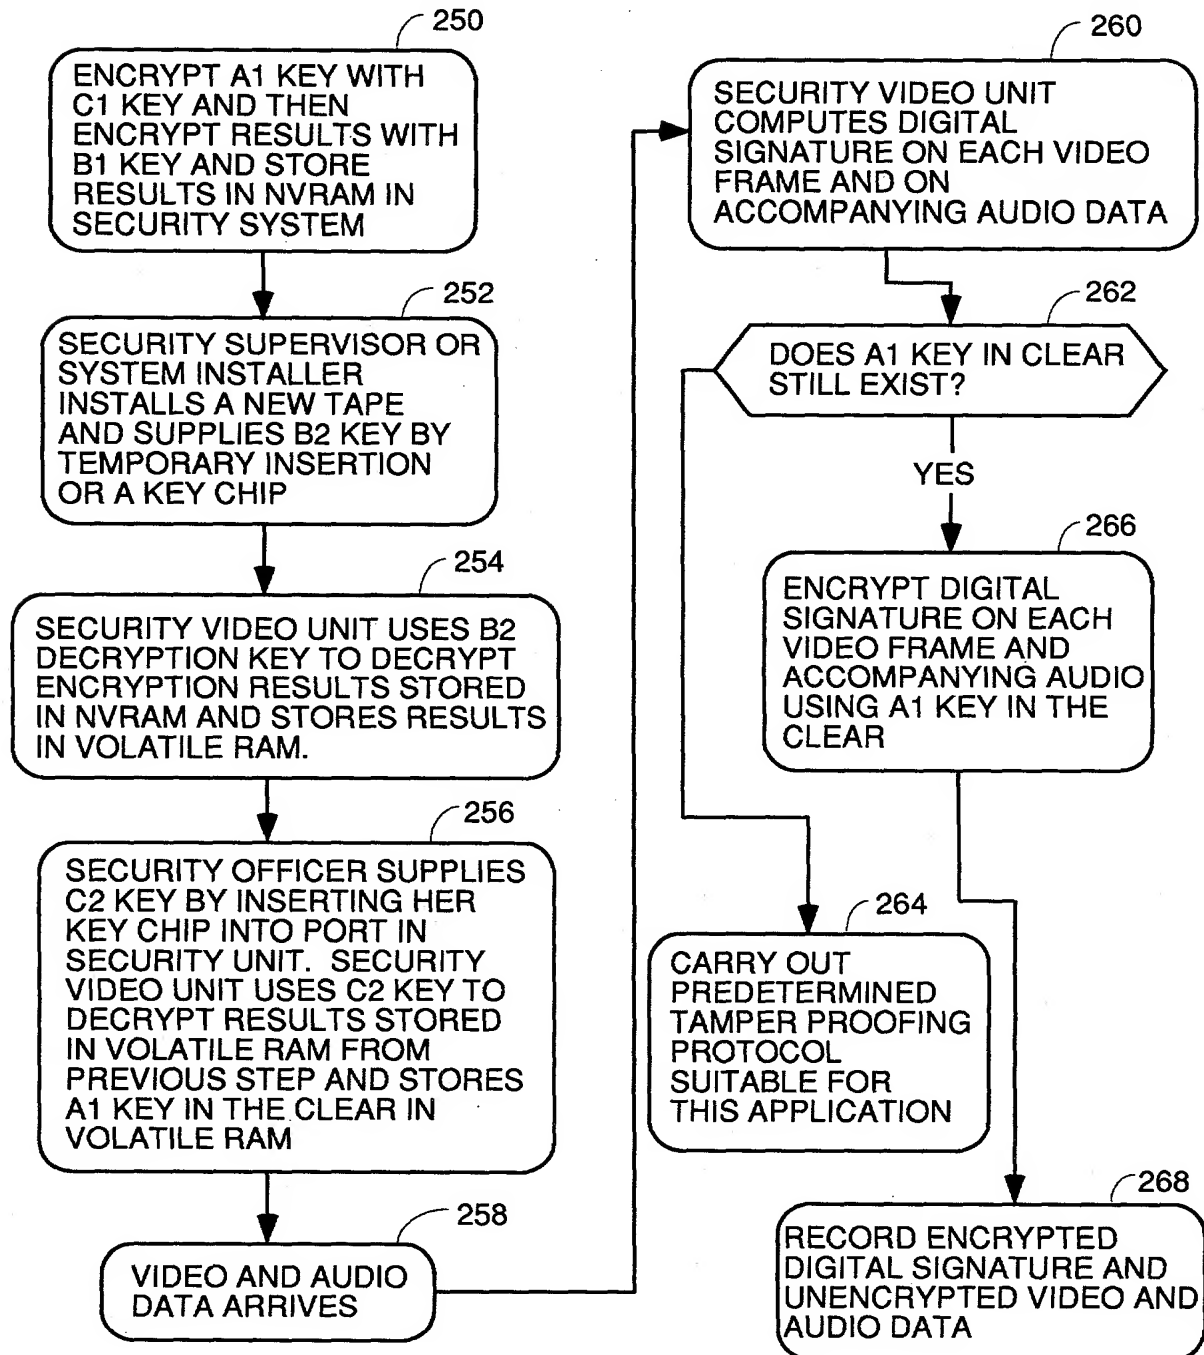 250
ENCRYPT A1 KEY WITH
C1 KEY AND THEN
ENCRYPT RESULTS WITH
B1 KEY AND STORE
RESULTS IN NVRAM IN
SECURITY SYSTEM
252
SECURITY SUPERVISOR OR
SYSTEM INSTALLER
INSTALLS A NEW TAPE
AND SUPPLIES B2 KEY BY
TEMPORARY INSERTION
OR A KEY CHIP
254
SECURITY VIDEO UNIT USES B2
DECRYPTION KEY TO DECRYPT
ENCRYPTION RESULTS STORED
IN NVRAM AND STORES RESULTS
IN VOLATILE RAM.
256
SECURITY OFFICER SUPPLIES
C2 KEY BY INSERTING HER
KEY CHIP INTO PORT IN
SECURITY UNIT. SECURITY
VIDEO UNIT USES C2 KEY TO
DECRYPT RESULTS STORED
IN VOLATILE RAM FROM
PREVIOUS STEP AND STORES
A1 KEY IN THE CLEAR IN
VOLATILE RAM
258
VIDEO AND AUDIO
DATA ARRIVES
260
SECURITY VIDEO UNIT
COMPUTES DIGITAL
SIGNATURE ON EACH VIDEO
FRAME AND ON
ACCOMPANYING AUDIO DATA
262
DOES A1 KEY IN CLEAR
STILL EXIST?
YES
266
ENCRYPT DIGITAL
SIGNATURE ON EACH
VIDEO FRAME AND
ACCOMPANYING AUDIO
USING A1 KEY IN THE
CLEAR
264
CARRY OUT
PREDETERMINED
TAMPER PROOFING
PROTOCOL
SUITABLE FOR
THIS APPLICATION
268
RECORD ENCRYPTED
DIGITAL SIGNATURE AND
UNENCRYPTED VIDEO AND
AUDIO DATA